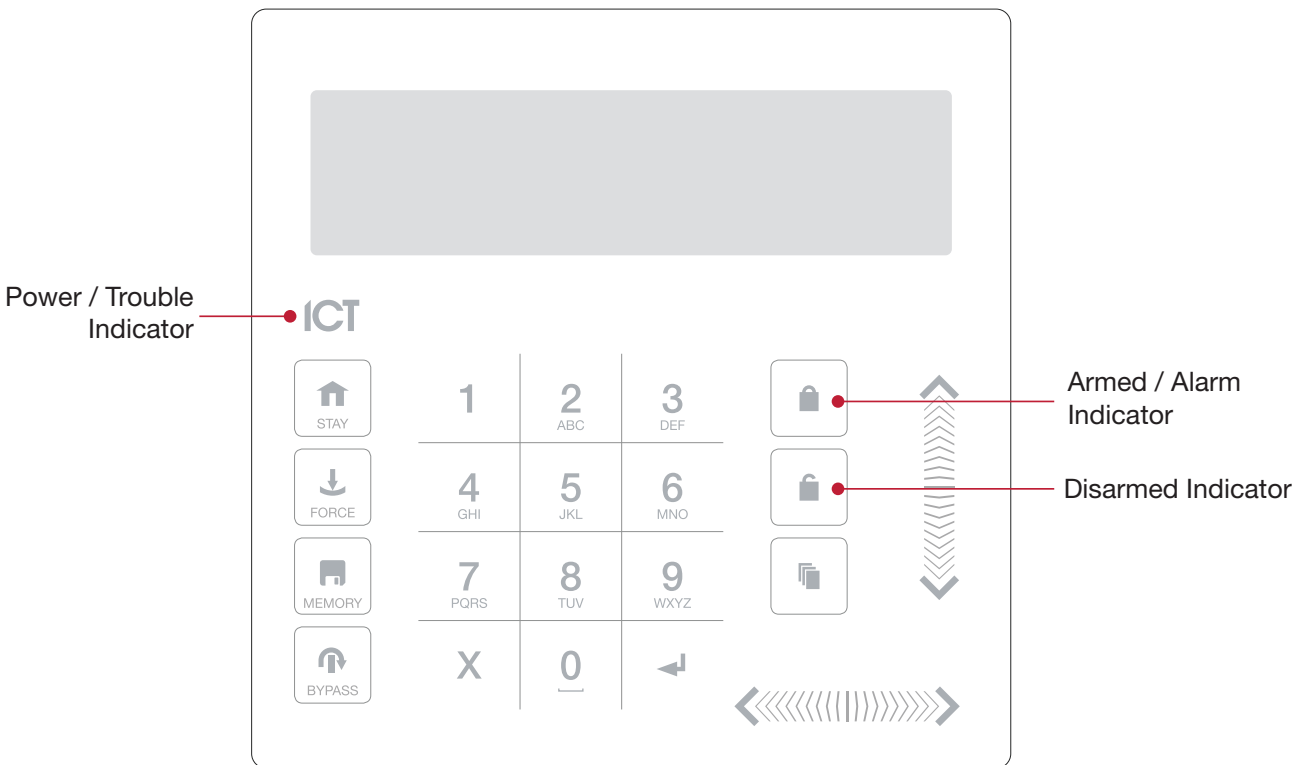 Power / Trouble
Indicator
ICT
STAY
1
2
ABC
3
DEF
Armed / Alarm
Indicator
FORCE
4
GHI
5
JKL
6
MNO
Disarmed Indicator
MEMORY
7
PQRS
8
TUV
9
WXYZ
BYPASS
X
0